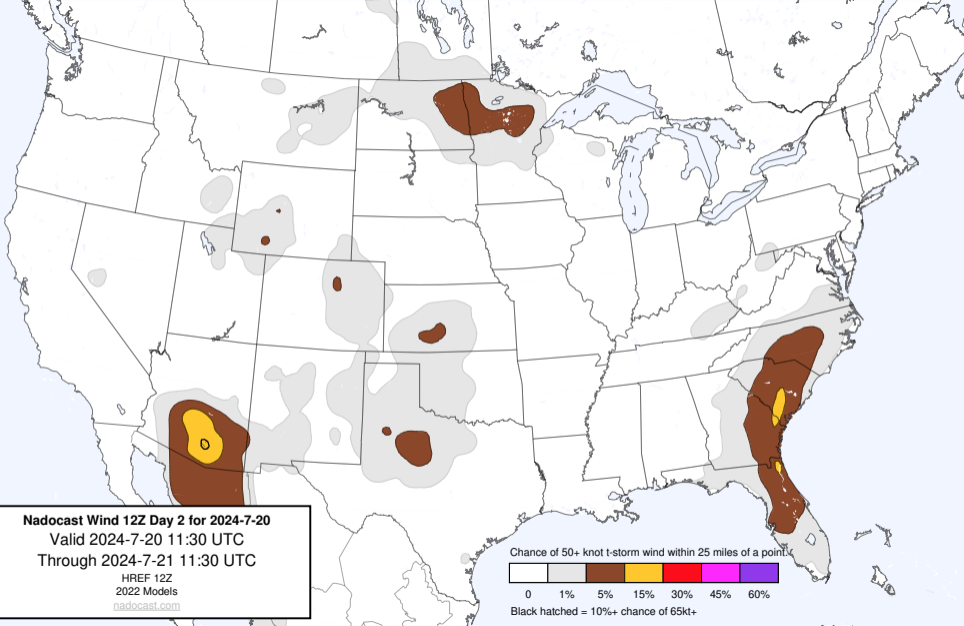 Nadocast Wind 12Z Day 2 for 2024-7-20
Valid 2024-7-20 11:30 UTC
Through 2024-7-21 11:30 UTC
HREF 12Z
2022 Models
nadocast.com
Chance of 50+ knot t-storm wind within 25 miles of a point.
0 1% 5% 15% 30% 45% 60%
Black hatched = 10%+ chance of 65kt+